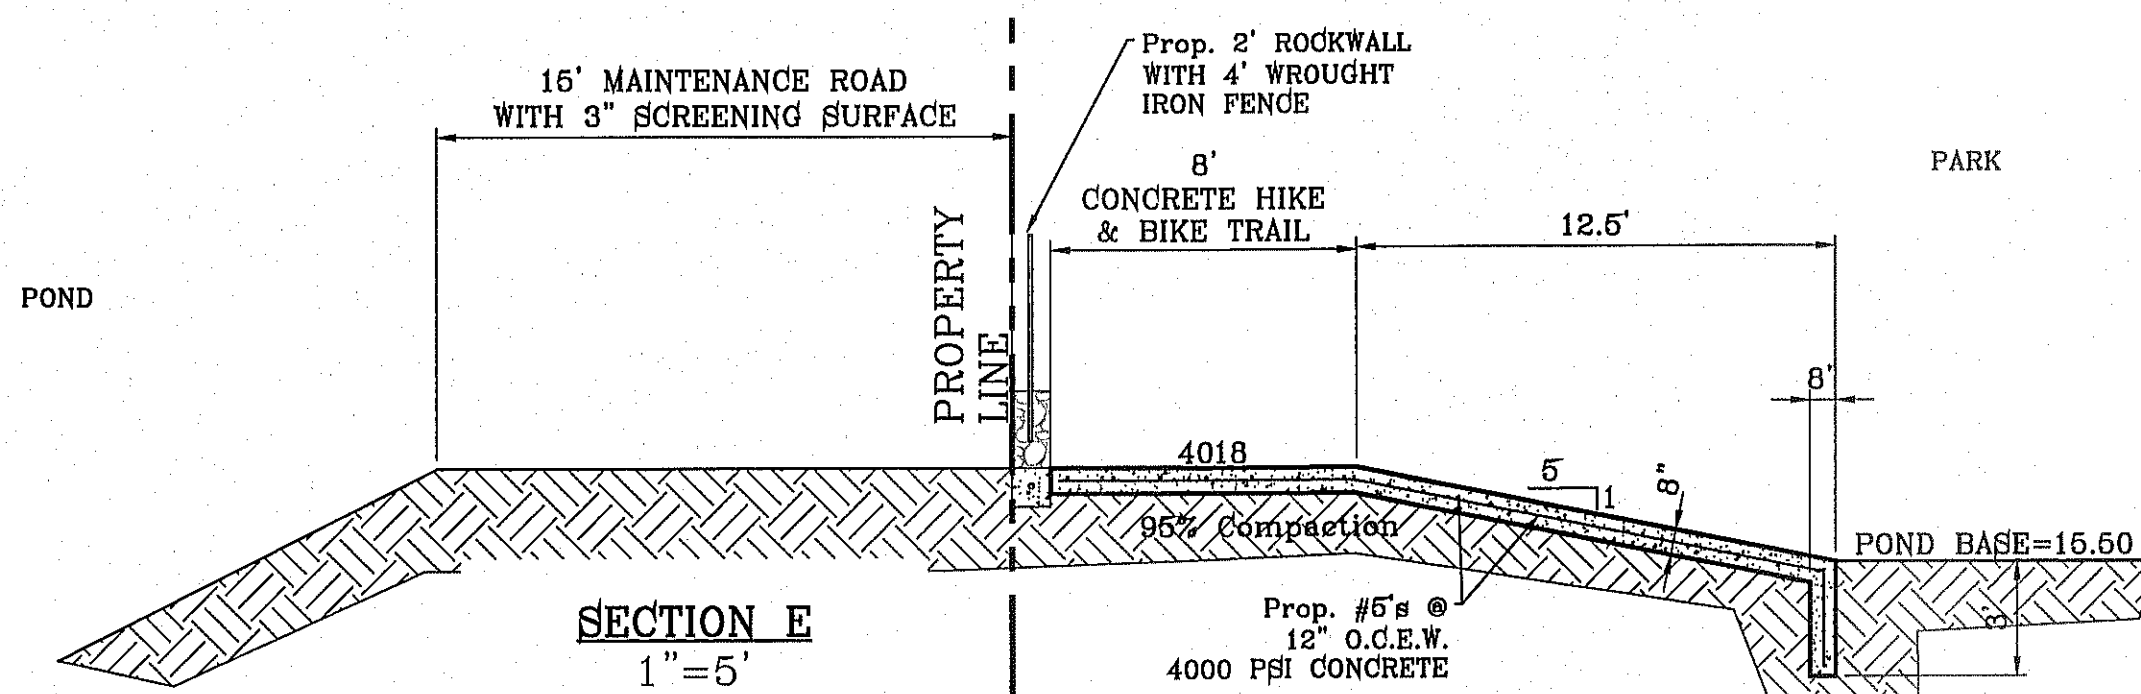 15' MAINTENANCE ROAD
WITH 3" SCREENING SURFACE
Prop. 2' ROCKWALL
WITH 4' WROUGHT
IRON FENCE
8'
CONCRETE HIKE
& BIKE TRAIL
12.5'
PARK
POND
PROPERTY
LINE
8'
4018
5
1
8"
95% Compaction
POND BASE=15.50
3'
Prop. #5's @
12" O.C.E.W.
4000 PSI CONCRETE
SECTION E
1"=5'